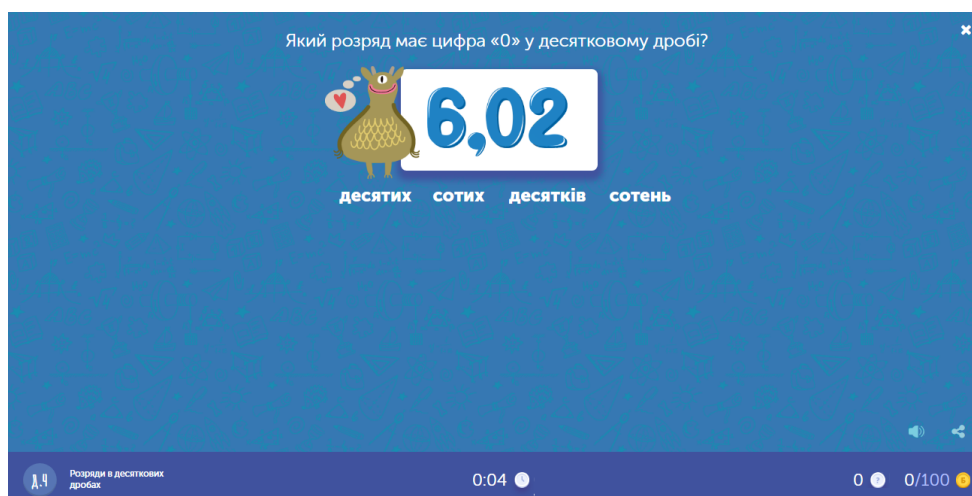 Який розряд має цифра «0» у десятковому дробі?
6,02
десятих сотих десятків сотень
Д.Ч
Розряди в десяткових
дробах
0:04
0 ?
0/100 Б